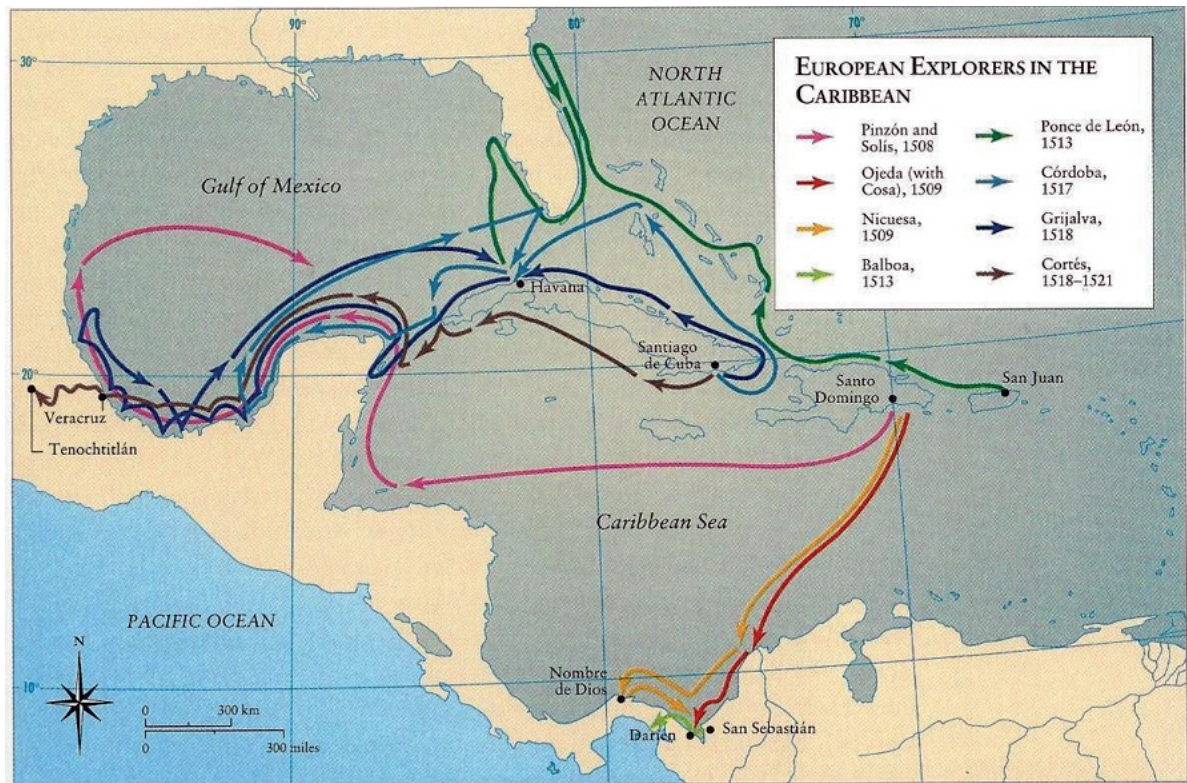 90°
80°
70°
30°
NORTH
ATLANTIC
OCEAN
EUROPEAN EXPLORERS IN THE
CARIBBEAN
Pinzón and
Solís, 1508
Ojeda (with
Cosa), 1509
Nicuesa,
1509
Balboa,
1513
Ponce de León,
1513
Córdoba,
1517
Grijalva,
1518
Cortés,
1518–1521
Gulf of Mexico
Havana
Santiago
de Cuba
Santo
Domingo
San Juan
20°
Veracruz
Tenochtitlán
Caribbean Sea
PACIFIC OCEAN
N
10°
0 300 km
0 300 miles
Nombre
de Dios
Darién
San Sebastián